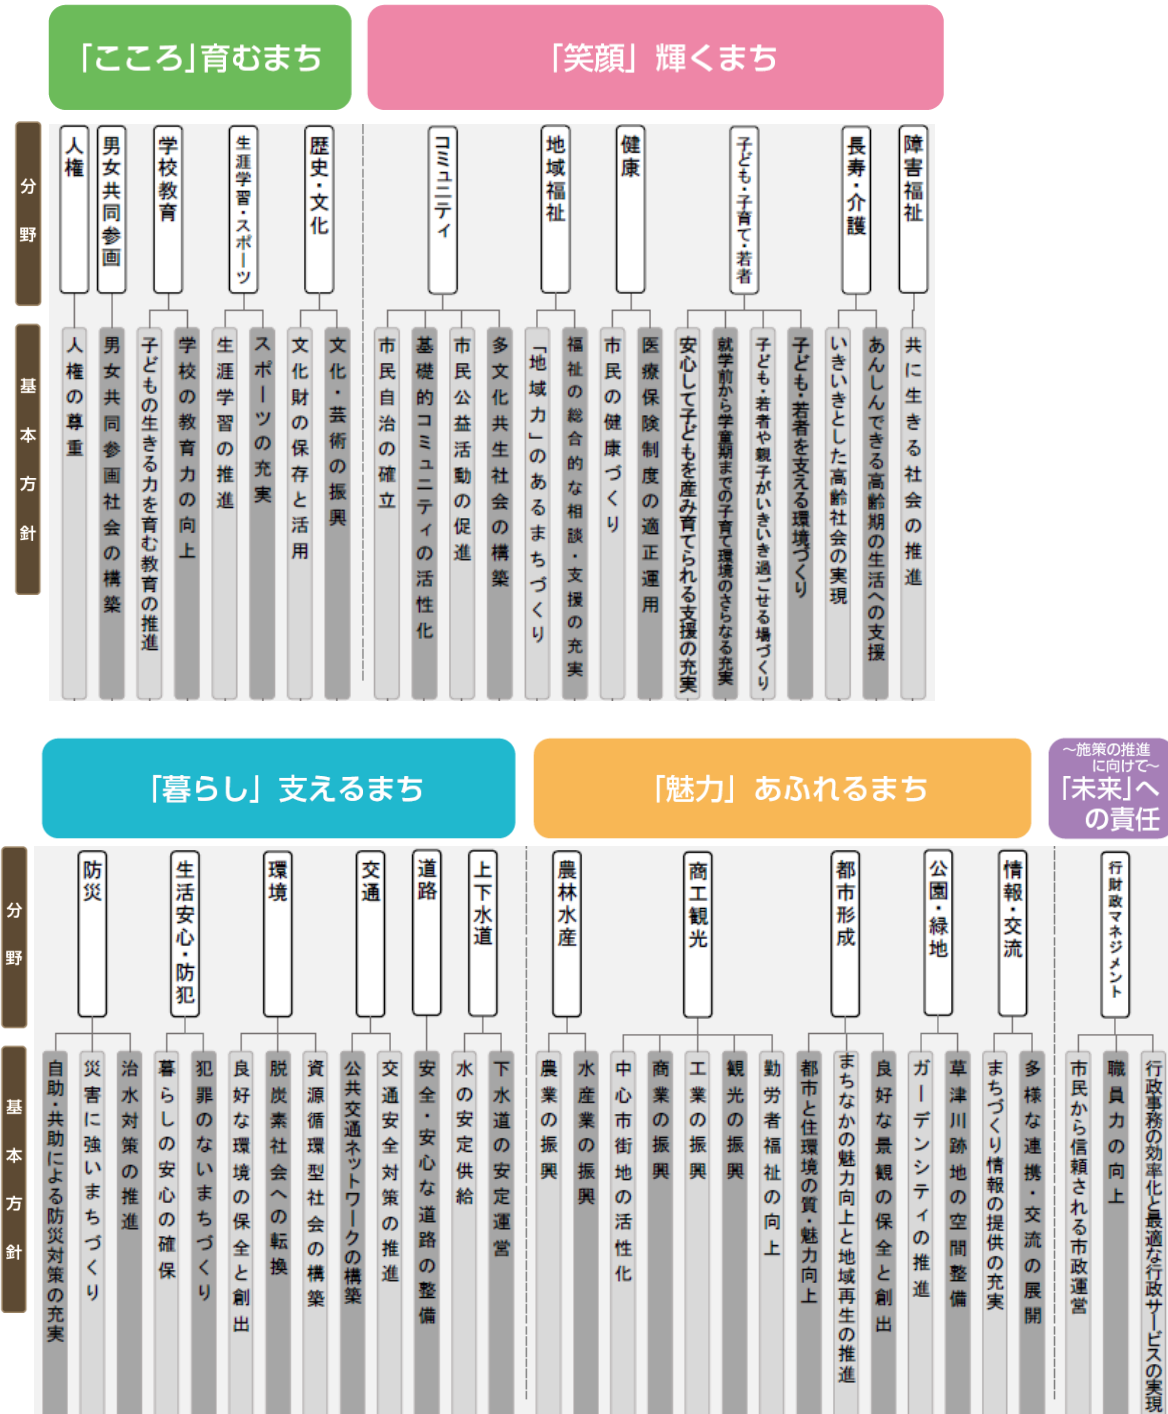 「こころ」育むまち
「笑顔」輝くまち
分野
人権
男女共同参画
学校教育
生涯学習・スポーツ
歴史・文化
コミュニティ
地域福祉
健康
子ども・子育て・若者
長寿・介護
障害福祉
基本方針
人権の尊重
男女共同参画社会の構築
子どもの生きる力を育む教育の推進
学校の教育力の向上
生涯学習の推進
スポーツの充実
文化財の保存と活用
文化・芸術の振興
市民自治の確立
基礎的コミュニティの活性化
市民公益活動の促進
多文化共生社会の構築
「地域力」のあるまちづくり
福祉の総合的な相談・支援の充実
市民の健康づくり
医療保険制度の適正運用
安心して子どもを産み育てられる支援の充実
就学前から学童期までの子育て環境のさらなる充実
子ども・若者や親子がいきいき過ごせる場づくり
子ども・若者を支える環境づくり
いきいきとした高齢社会の実現
あんしんできる高齢期の生活への支援
共に生きる社会の推進
「暮らし」支えるまち
「魅力」あふれるまち
～施策の推進
に向けて～
「未来」へ
の責任
分野
防災
生活安心・防犯
環境
交通
道路
上下水道
農林水産
商工観光
都市形成
公園・緑地
情報・交流
行財政マネジメント
基本方針
自助・共助による防災対策の充実
災害に強いまちづくり
治水対策の推進
暮らしの安心の確保
犯罪のないまちづくり
良好な環境の保全と創出
脱炭素社会への転換
資源循環型社会の構築
公共交通ネットワークの構築
交通安全対策の推進
安全・安心な道路の整備
水の安定供給
下水道の安定運営
農業の振興
水産業の振興
中心市街地の活性化
商業の振興
工業の振興
観光の振興
勤労者福祉の向上
都市と住環境の質・魅力向上
まちなかの魅力向上と地域再生の推進
良好な景観の保全と創出
ガーデンシティの推進
草津川跡地の空間整備
まちづくり情報の提供の充実
多様な連携・交流の展開
市民から信頼される市政運営
職員力の向上
行政事務の効率化と最適な行政サービスの実現